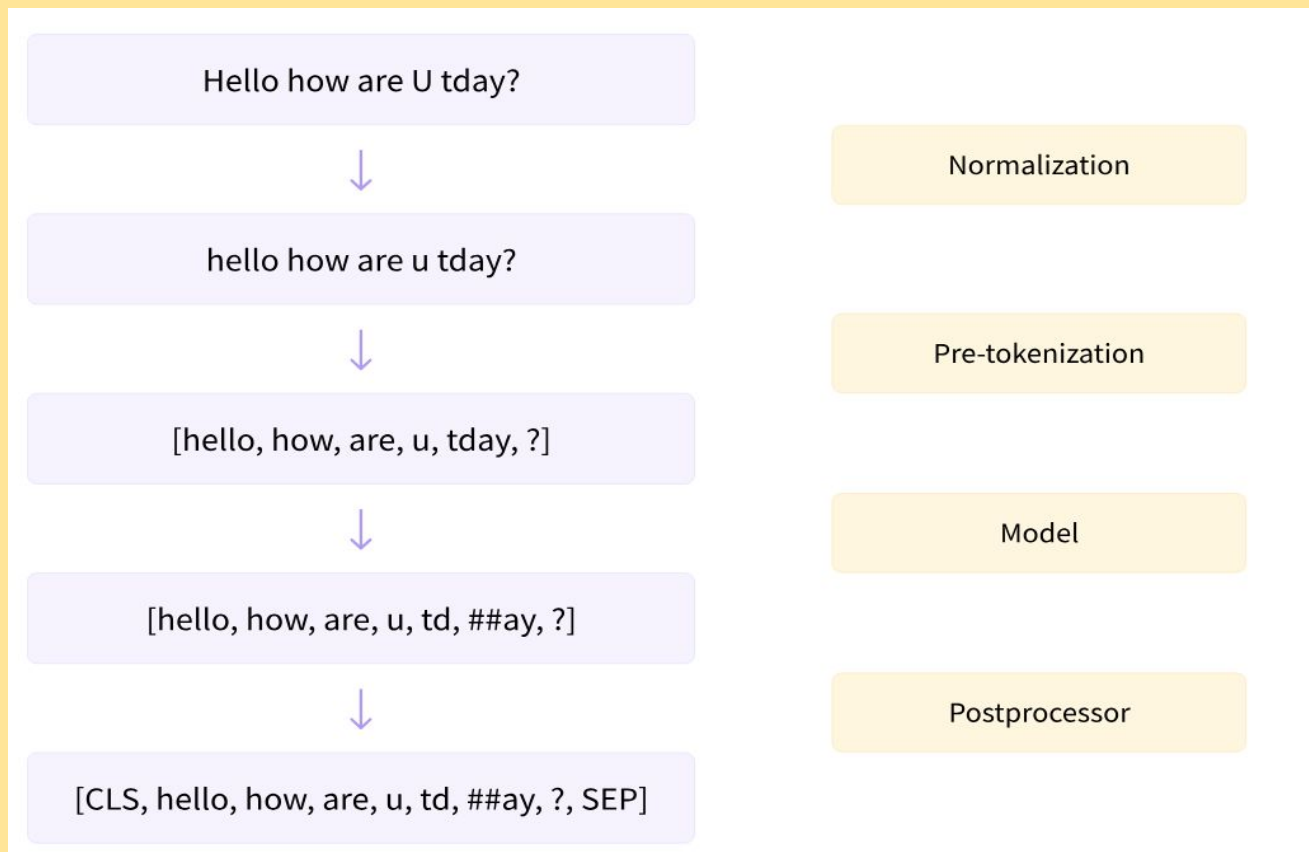 Hello how are U tday?
Normalization
hello how are u tday?
Pre-tokenization
[hello, how, are, u, tday, ?]
Model
[hello, how, are, u, td, ##ay, ?]
Postprocessor
[CLS, hello, how, are, u, td, ##ay, ?, SEP]